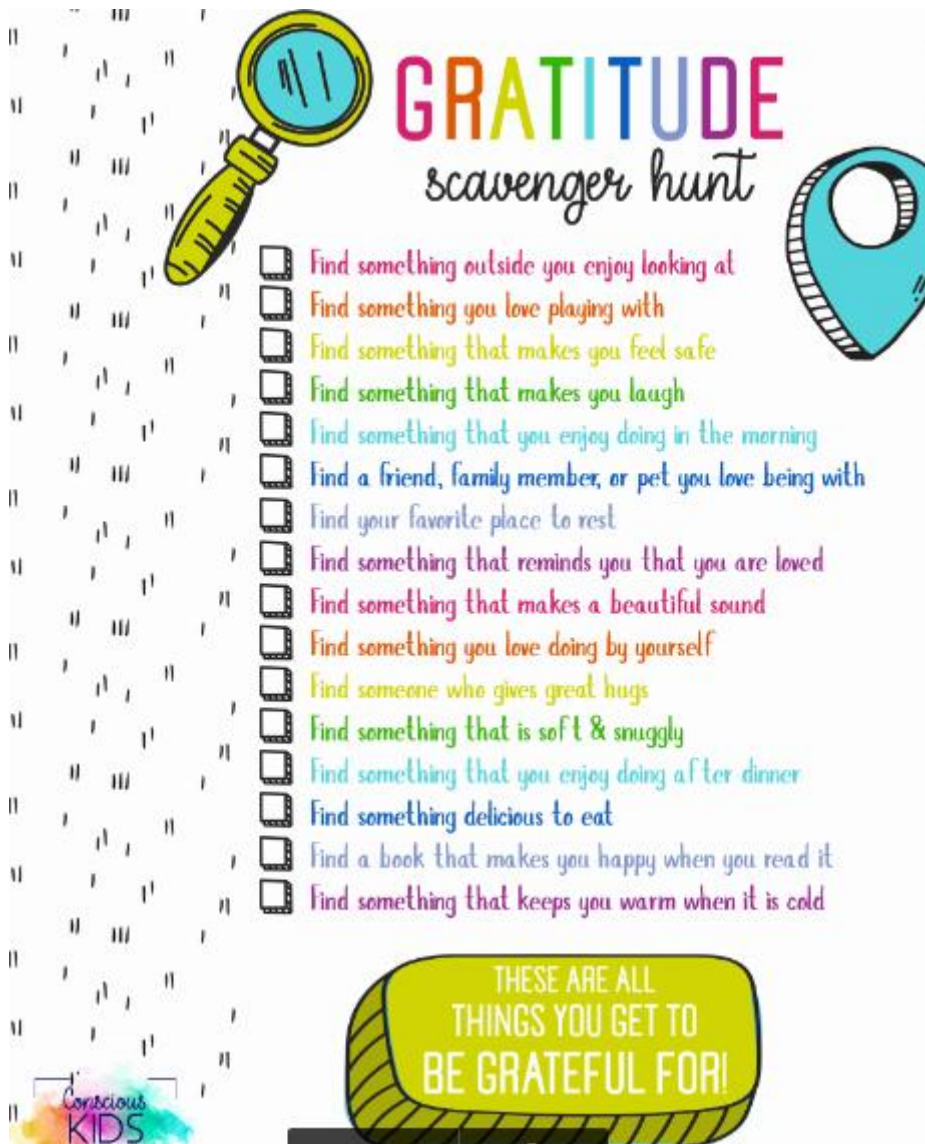 GRATITUDE
scavenger hunt
Find something outside you enjoy looking at
Find something you love playing with
Find something that makes you feel safe
Find something that makes you laugh
Find something that you enjoy doing in the morning
Find a friend, family member, or pet you love being with
Find your favorite place to rest
Find something that reminds you that you are loved
Find something that makes a beautiful sound
Find something you love doing by yourself
Find someone who gives great hugs
Find something that is soft & snuggly
Find something that you enjoy doing after dinner
Find something delicious to eat
Find a book that makes you happy when you read it
Find something that keeps you warm when it is cold
THESE ARE ALL
THINGS YOU GET TO
BE GRATEFUL FOR!
Conscious
KIDS